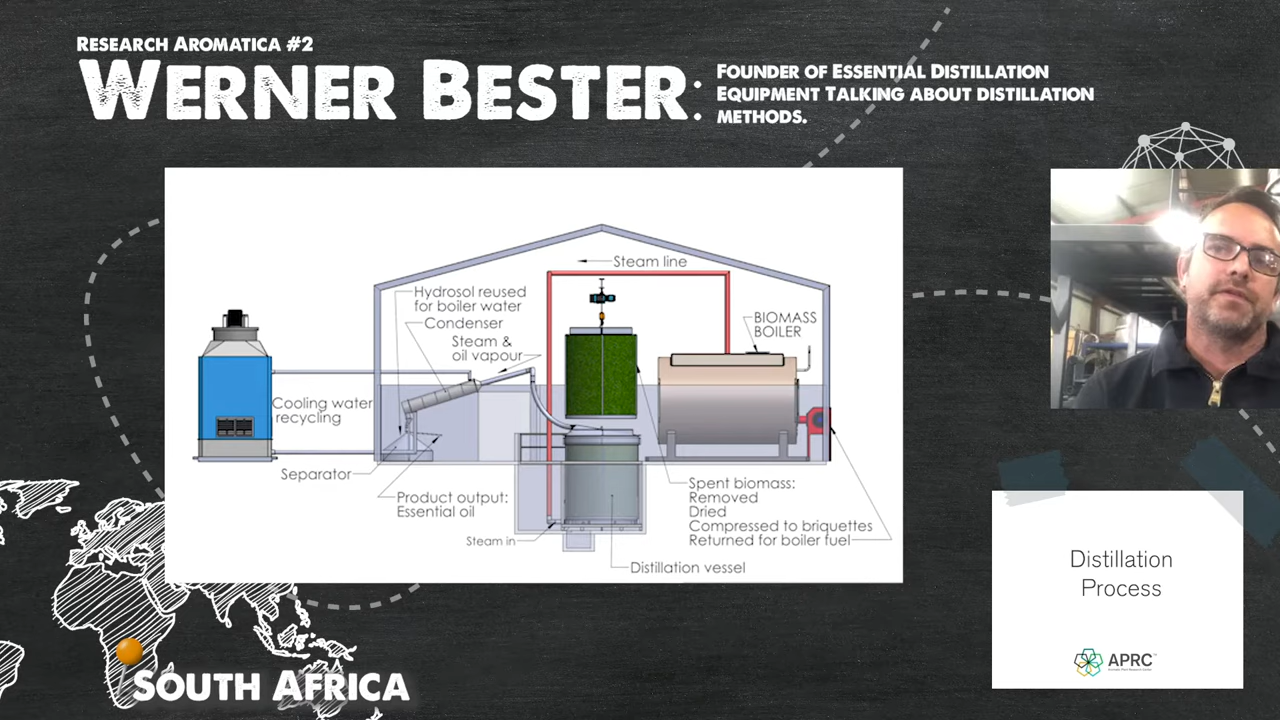 RESEARCH AROMATICA #2
WERNER BESTER:
FOUNDER OF ESSENTIAL DISTILLATION
EQUIPMENT TALKING ABOUT DISTILLATION
METHODS.
Steam line
Hydrosol reused
for boiler water
Condenser
Steam &
oil vapour
BIOMASS
BOILER
Cooling water
recycling
Separator
Product output:
Essential oil
Steam in
Spent biomass:
Removed
Dried
Compressed to briquettes
Returned for boiler fuel
Distillation vessel
Distillation
Process
APRC
SOUTH AFRICA